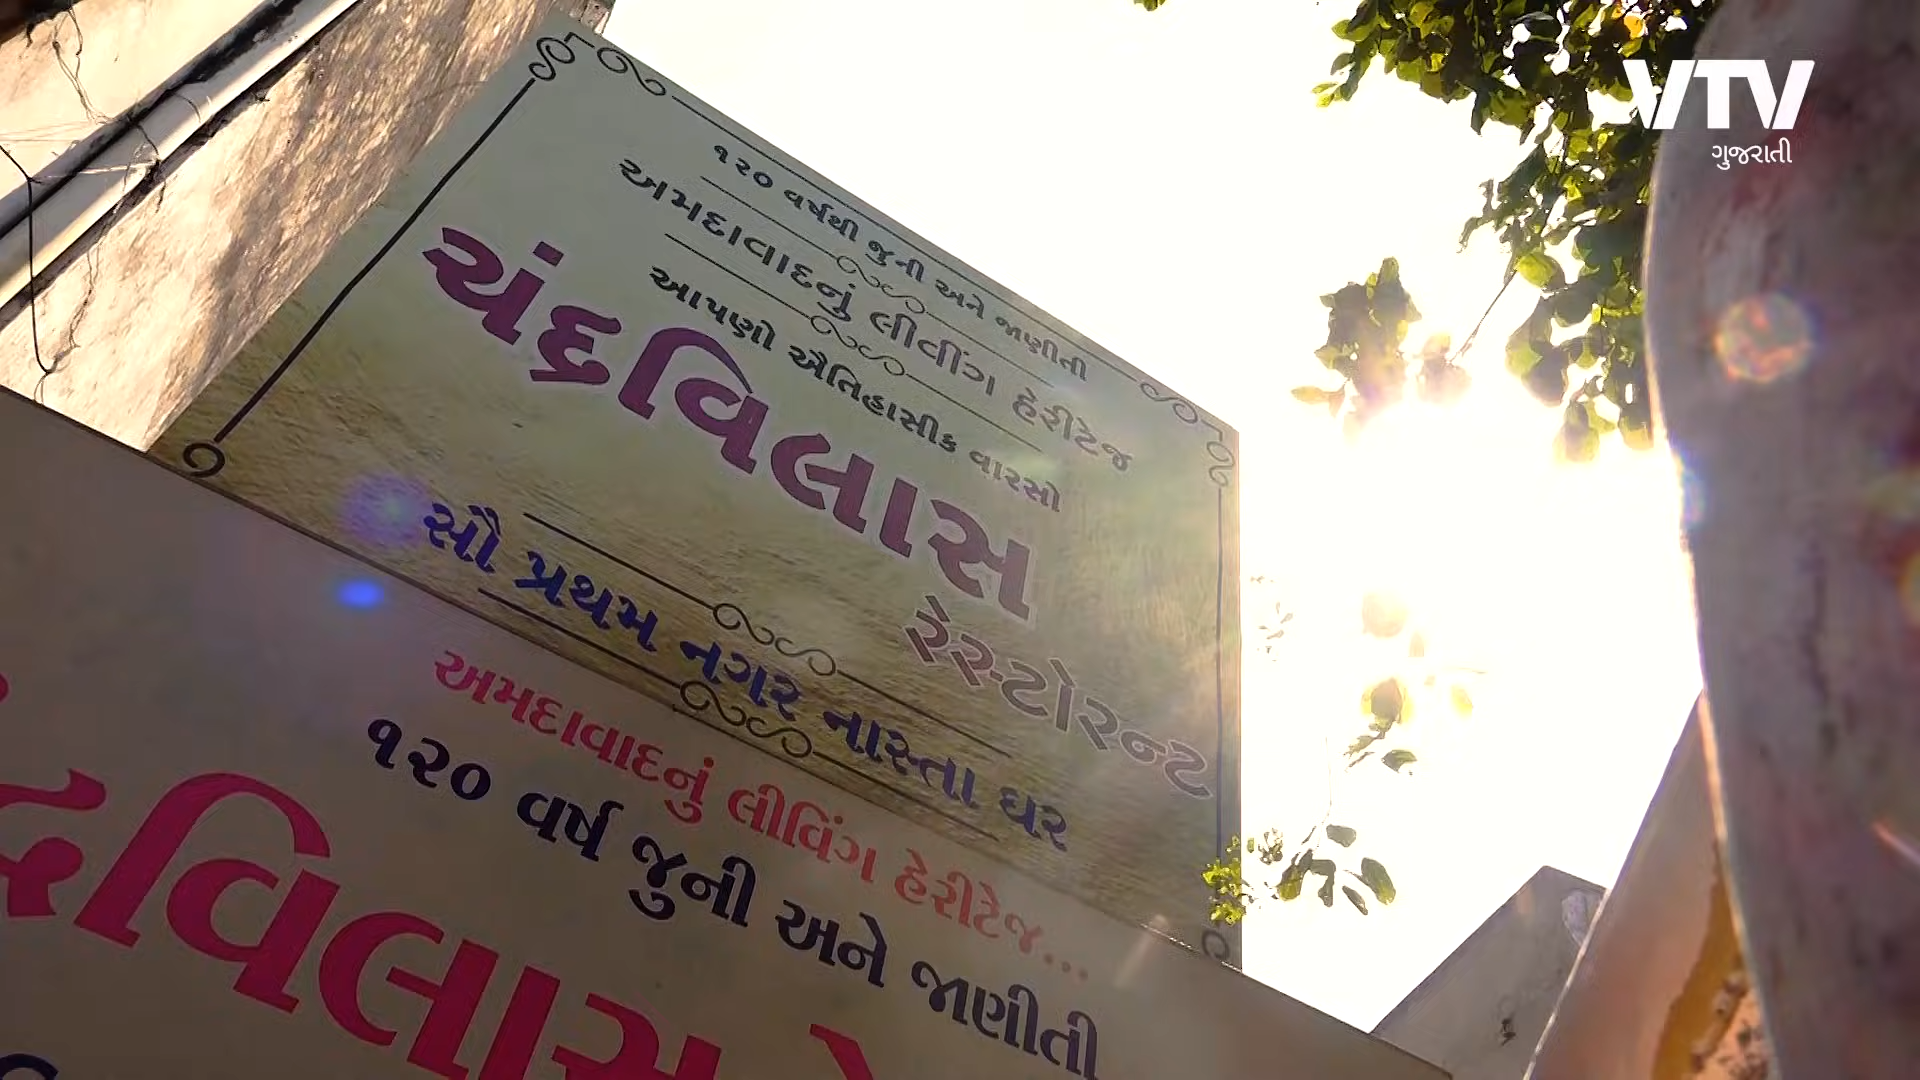 VTV
ગુજરાતી
૧૨૦ વર્ષથી જુની અને જાણીતી
અમદાવાદનું લીવીંગ હેરીટેજ
આપણો ઐતિહાસીક વારસો
ચંદ્રવિલાસ
રેસ્ટોરન્ટ
સૌ પ્રથમ નગર નાસ્તા ઘર
અમદાવાદનું લીવિંગ હેરીટેજ...
૧૨૦ વર્ષ જુની અને જાણીતી
દ્રવિલાસ